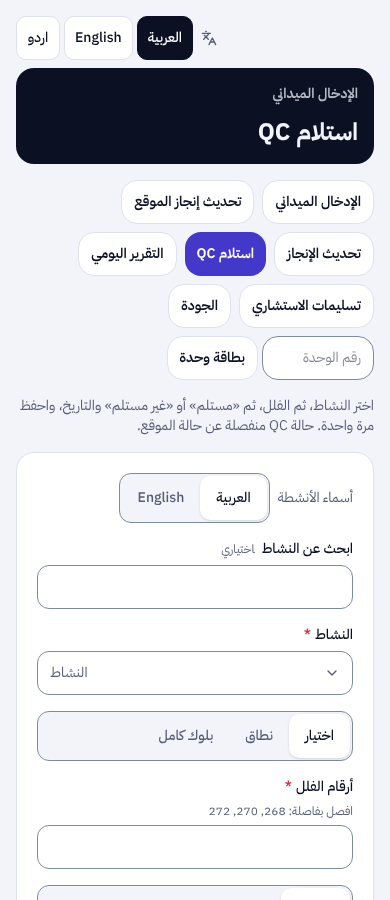 العربية English اردو
الإدخال الميداني
استلام QC
الإدخال الميداني تحديث إنجاز الموقع
تحديث الإنجاز استلام QC التقرير اليومي
تسليمات الاستشاري الجودة
رقم الوحدة بطاقة وحدة
اختر النشاط، ثم الفلل، ثم «مستلم» أو «غير مستلم» والتاريخ، واحفظ
مرة واحدة. حالة QC منفصلة عن حالة الموقع.
أسماء الأنشطة العربية English
ابحث عن النشاط اختياري
النشاط *
النشاط
اختيار نطاق بلوك كامل
أرقام الفلل *
افصل بفاصلة: 268, 270, 272